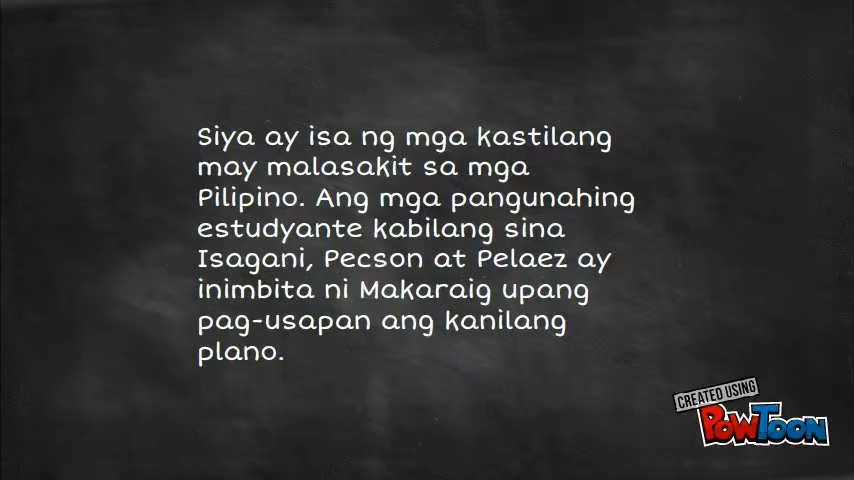 Siya ay isa ng mga kastilang
may malasakit sa mga
Pilipino. Ang mga pangunahing
estudyante kabilang sina
Isagani, Pecson at Pelaez ay
inimbita ni Makaraig upang
pag-usapan ang kanilang
plano.
CREATED USING
POWTOON